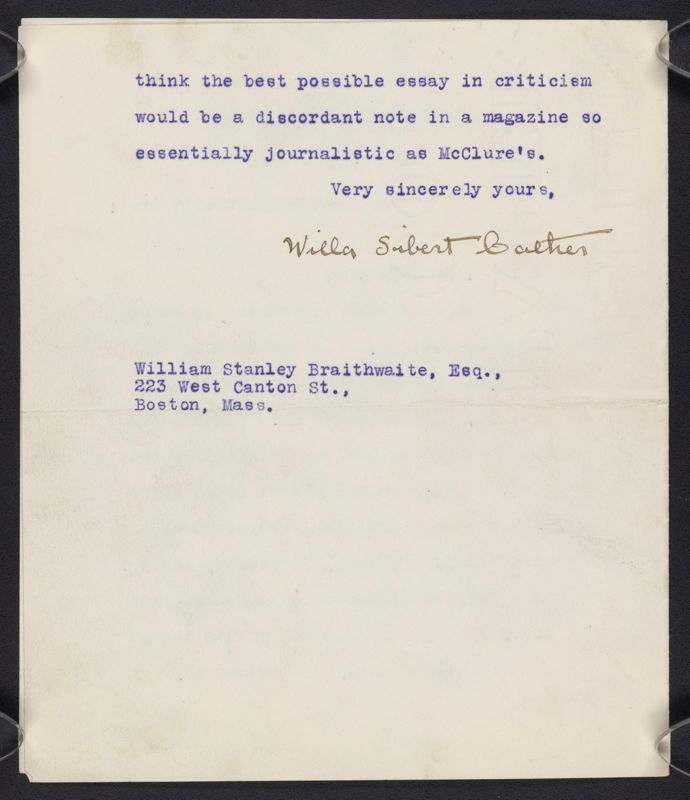 think the best possible essay in criticism
would be a discordant note in a magazine so
essentially journalistic as McClure's.
Very sincerely yours,
Willa Sibert Cather
William Stanley Braithwaite, Esq.,
223 West Canton St.,
Boston, Mass.